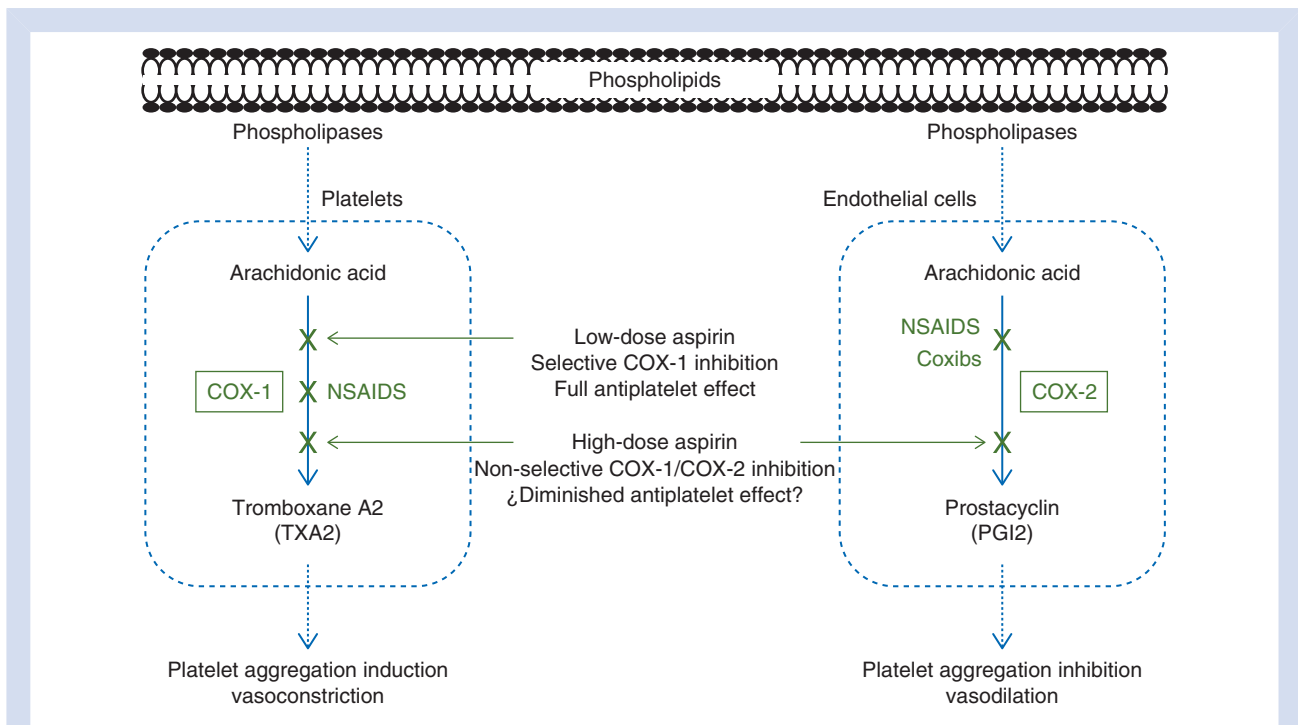 Phospholipids
Phospholipases
Phospholipases
Platelets
Endothelial cells
Arachidonic acid
Arachidonic acid
Low-dose aspirin
Selective COX-1 inhibition
Full antiplatelet effect
NSAIDS
Coxibs
COX-1
NSAIDS
COX-2
High-dose aspirin
Non-selective COX-1/COX-2 inhibition
¿Diminished antiplatelet effect?
Tromboxane A2
(TXA2)
Prostacyclin
(PGI2)
Platelet aggregation induction
vasoconstriction
Platelet aggregation inhibition
vasodilation